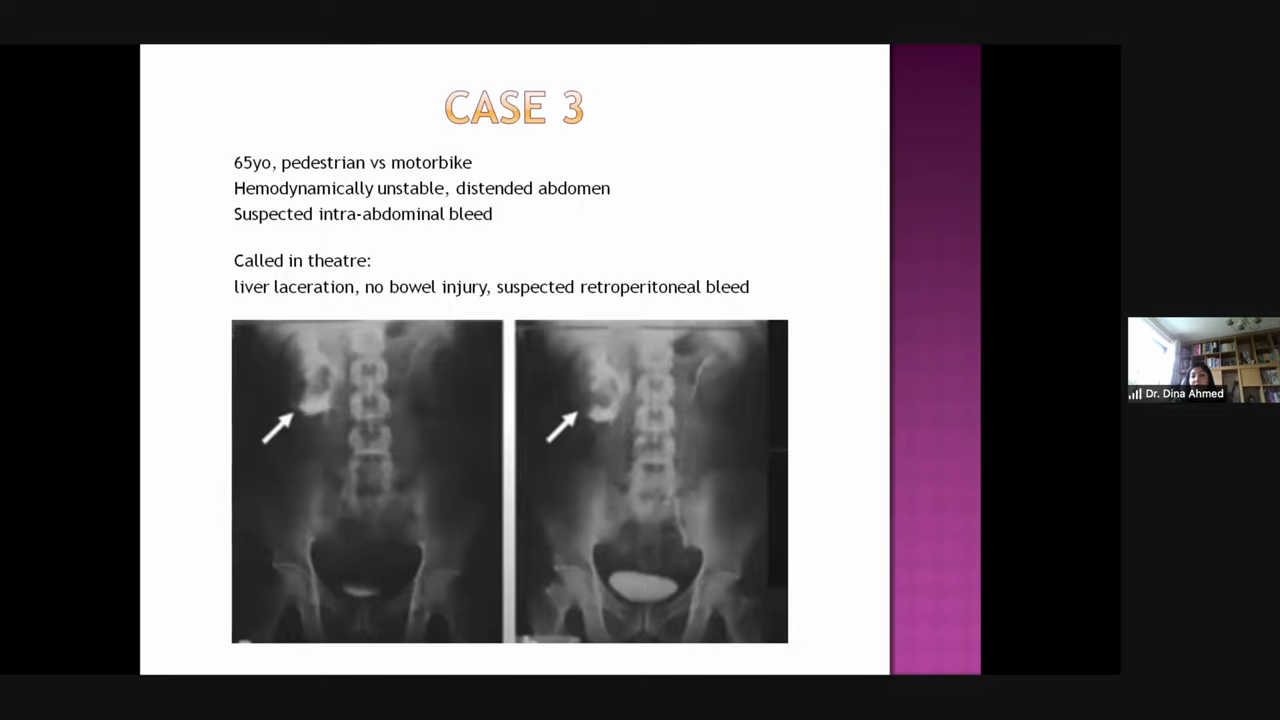 CASE 3
65yo, pedestrian vs motorbike
Hemodynamically unstable, distended abdomen
Suspected intra-abdominal bleed
Called in theatre:
liver laceration, no bowel injury, suspected retroperitoneal bleed
Dr. Dina Ahmed